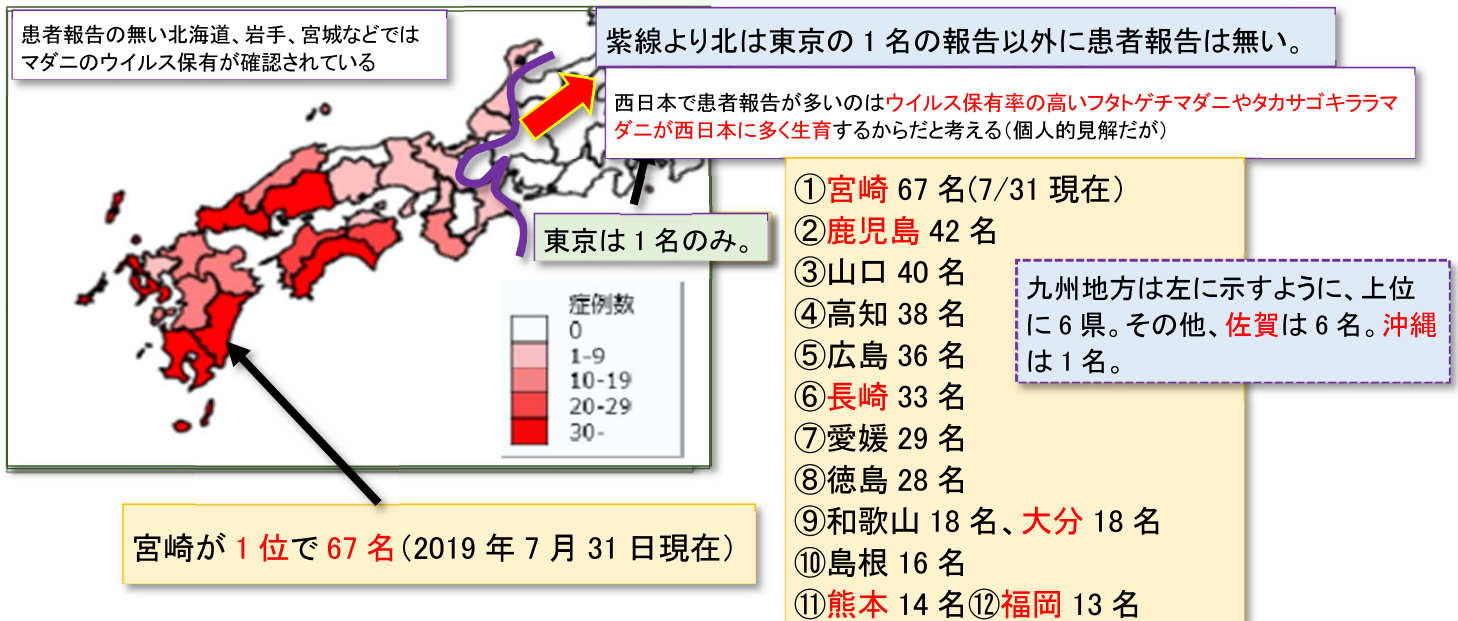 患者報告の無い北海道、岩手、宮城などでは
マダニのウイルス保有が確認されている
紫線より北は東京の1名の報告以外に患者報告は無い。
西日本で患者報告が多いのはウイルス保有率の高いフタトゲチマダニやタカサゴキララマ
ダニが西日本に多く生育するからだと考える(個人的見解だが)
東京は1名のみ。
症例数
0
1-9
10-19
20-29
30-
①宮崎 67 名(7/31 現在)
②鹿児島 42 名
③山口 40 名
④高知 38 名
⑤広島 36 名
⑥長崎 33 名
⑦愛媛 29 名
⑧徳島 28 名
⑨和歌山 18 名、大分 18 名
⑩島根 16 名
⑪熊本 14 名⑫福岡 13 名
九州地方は左に示すように、上位
に 6 県。その他、佐賀は 6 名。沖縄
は 1 名。
宮崎が 1 位で 67 名(2019 年 7 月 31 日現在)